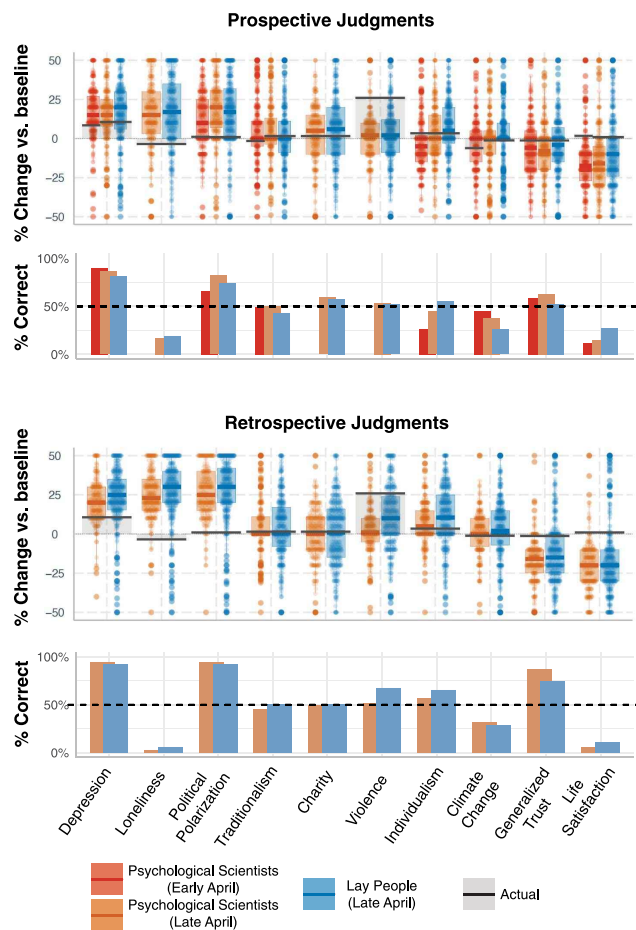 Prospective Judgments
% Change vs. baseline
50
25
0
−25
−50
% Correct
100%
50%
0%
Retrospective Judgments
% Change vs. baseline
50
25
0
−25
−50
% Correct
100%
50%
0%
Depression
Loneliness
Political
Polarization
Traditionalism
Charity
Violence
Individualism
Climate
Change
Generalized
Trust
Life
Satisfaction
Psychological Scientists
(Early April)
Psychological Scientists
(Late April)
Lay People
(Late April)
Actual